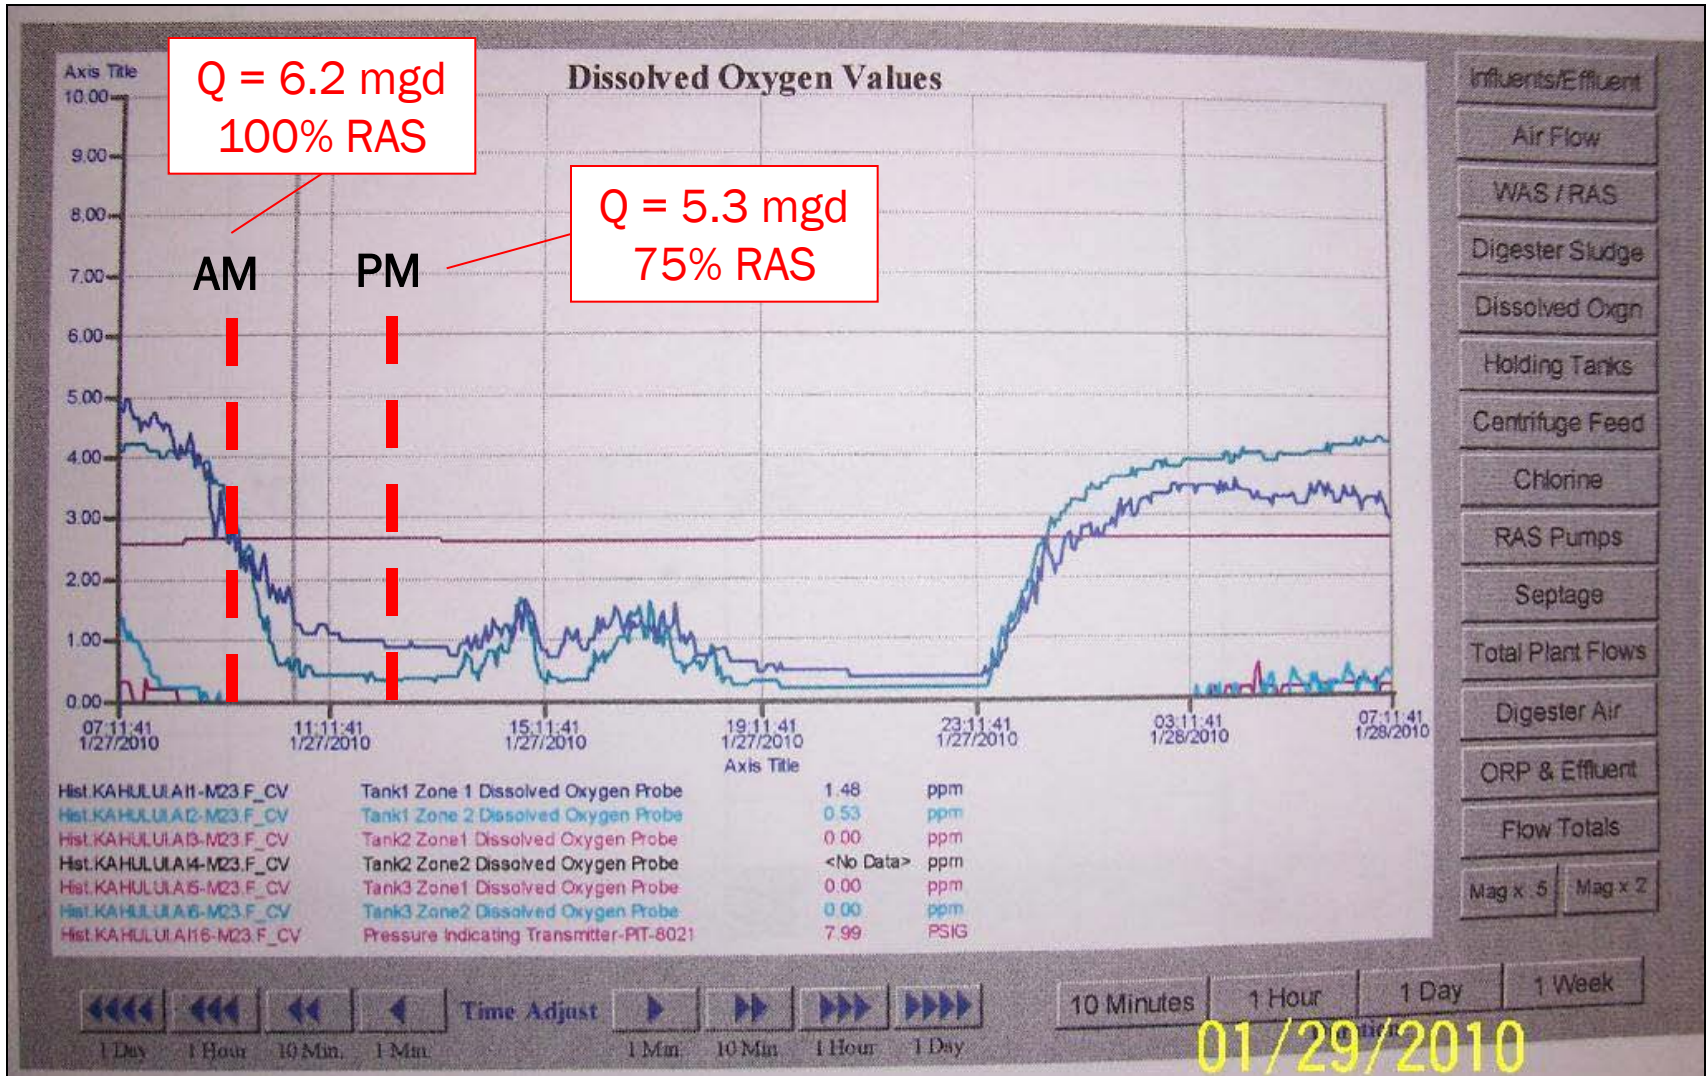 Axis Title
Dissolved Oxygen Values
Q = 6.2 mgd
100% RAS
Q = 5.3 mgd
75% RAS
AM
PM
10.00
9.00
8.00
7.00
6.00
5.00
4.00
3.00
2.00
1.00
0.00
07:11:41
1/27/2010
11:11:41
1/27/2010
15:11:41
1/27/2010
19:11:41
1/27/2010
23:11:41
1/27/2010
03:11:41
1/28/2010
07:11:41
1/28/2010
Axis Title
Hist.KAHULUI.AI1-M23.F_CV Tank1 Zone 1 Dissolved Oxygen Probe 1.48 ppm
Hist.KAHULUI.AI2-M23.F_CV Tank1 Zone 2 Dissolved Oxygen Probe 0.53 ppm
Hist.KAHULUI.AI3-M23.F_CV Tank2 Zone1 Dissolved Oxygen Probe 0.00 ppm
Hist.KAHULUI.AI4-M23.F_CV Tank2 Zone2 Dissolved Oxygen Probe <No Data> ppm
Hist.KAHULUI.AI5-M23.F_CV Tank3 Zone1 Dissolved Oxygen Probe 0.00 ppm
Hist.KAHULUI.AI6-M23.F_CV Tank3 Zone2 Dissolved Oxygen Probe 0.00 ppm
Hist.KAHULUI.AI16-M23.F_CV Pressure Indicating Transmitter-PIT-8021 7.99 PSIG
Influents/Effluent
Air Flow
WAS / RAS
Digester Sludge
Dissolved Oxgn
Holding Tanks
Centrifuge Feed
Chlorine
RAS Pumps
Septage
Total Plant Flows
Digester Air
ORP & Effluent
Flow Totals
Mag x .5 Mag x 2
Time Adjust
1 Day 1 Hour 10 Min. 1 Min.
1 Min. 10 Min 1 Hour 1 Day
10 Minutes 1 Hour 1 Day 1 Week
Duration
01/29/2010